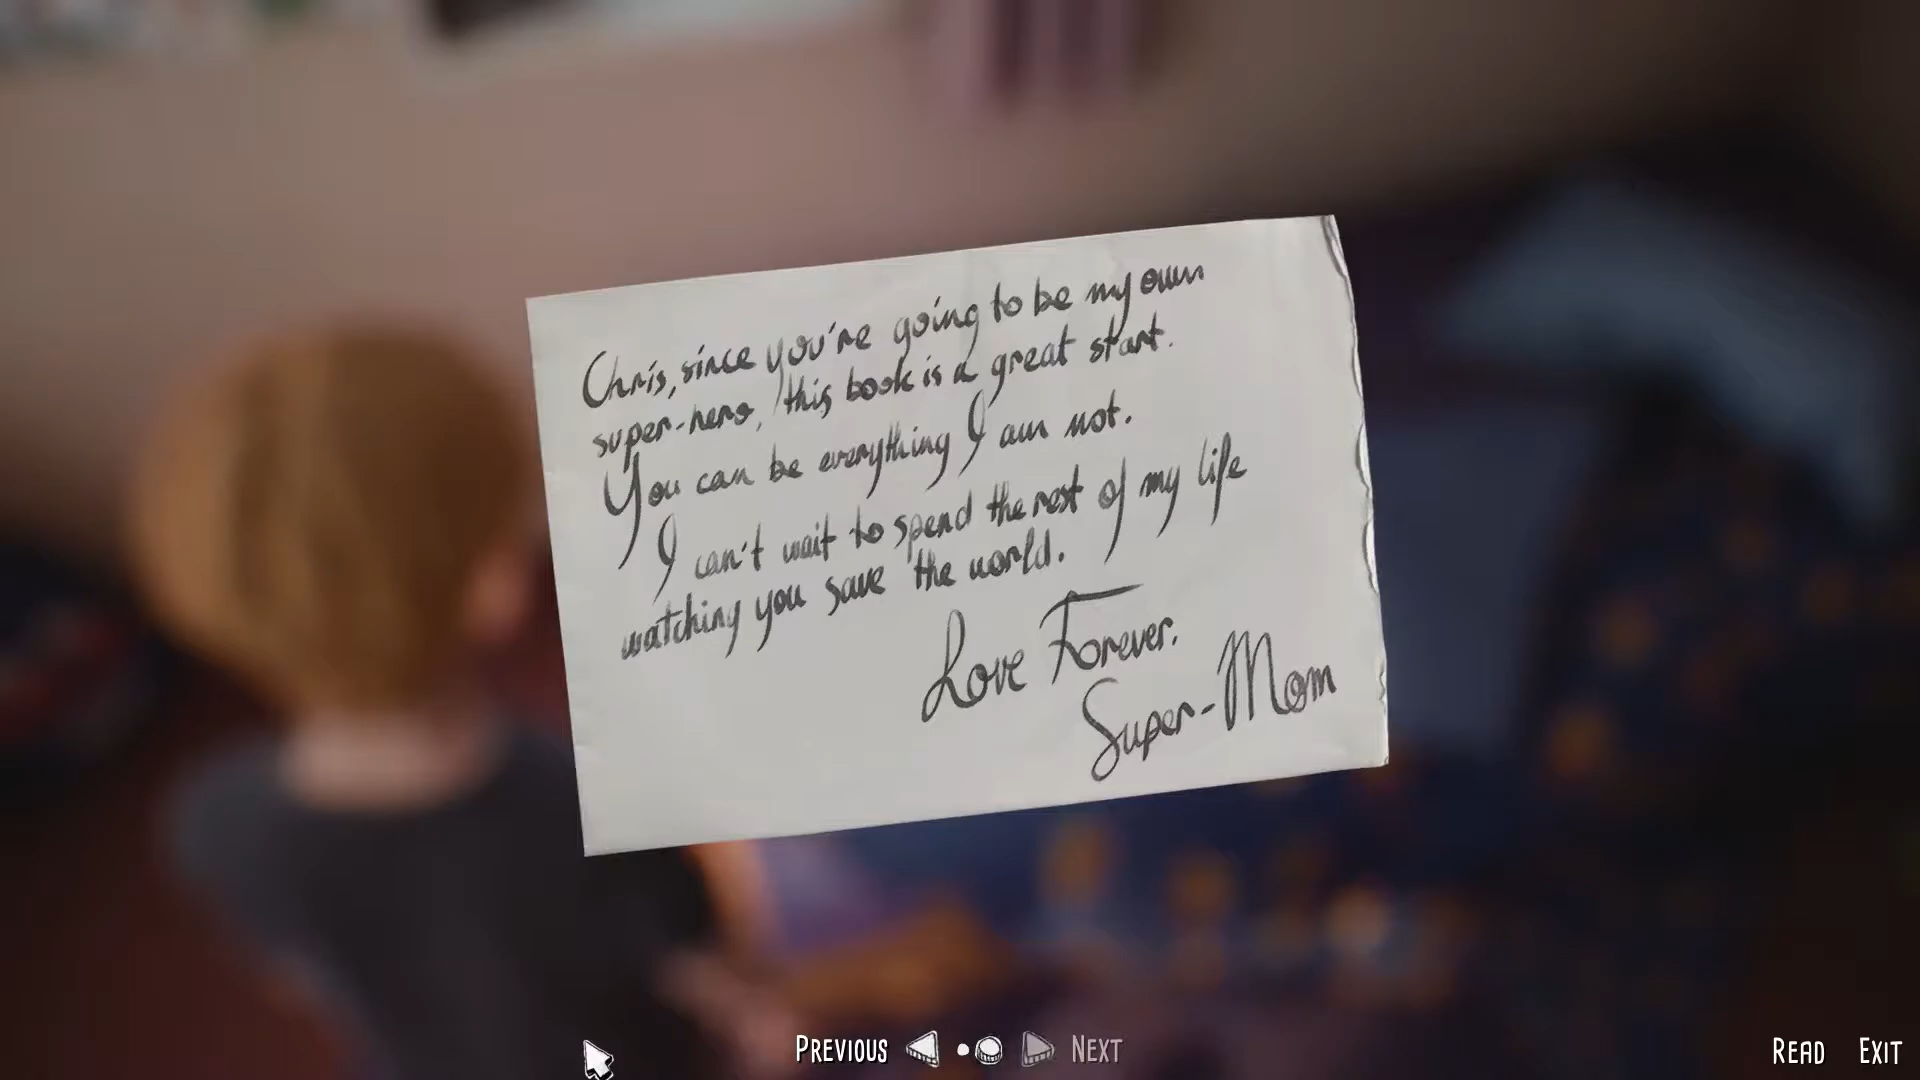 Chris, since you're going to be my own
super-hero, this book is a great start.
You can be everything I am not.
I can't wait to spend the rest of my life
watching you save the world.
Love Forever.
Super-Mom
PREVIOUS NEXT
READ EXIT